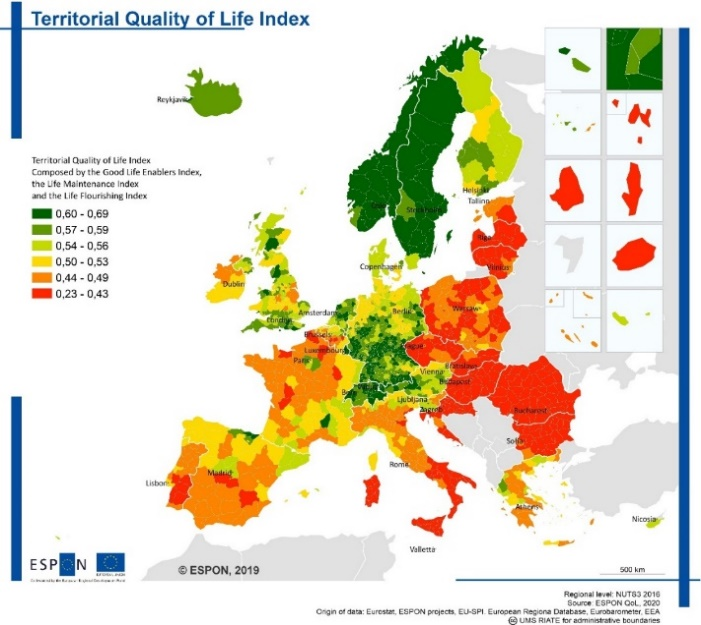 Territorial Quality of Life Index
Reykjavik
Territorial Quality of Life Index
Composed by the Good Life Enablers Index,
the Life Maintenance Index
and the Life Flourishing Index
0,60 - 0,69
0,57 - 0,59
0,54 - 0,56
0,50 - 0,53
0,44 - 0,49
0,23 - 0,43
Helsinki
Tallinn
Stockholm
Riga
Vilnius
Copenhagen
Dublin
London
Amsterdam
Berlin
Warsaw
Brussels
Luxembourg
Paris
Vienna
Budapest
Ljubljana
Zagreb
Bucharest
Sofia
Rome
Madrid
Lisbon
Athens
Nicosia
Valletta
ESPON
© ESPON, 2019
500 km
Regional level: NUTS3 2016
Source: ESPON QoL, 2020
Origin of data: Eurostat, ESPON projects, EU-SPI. European Regiona Database, Eurobarometer, EEA
UMS RIATE for administrative boundaries